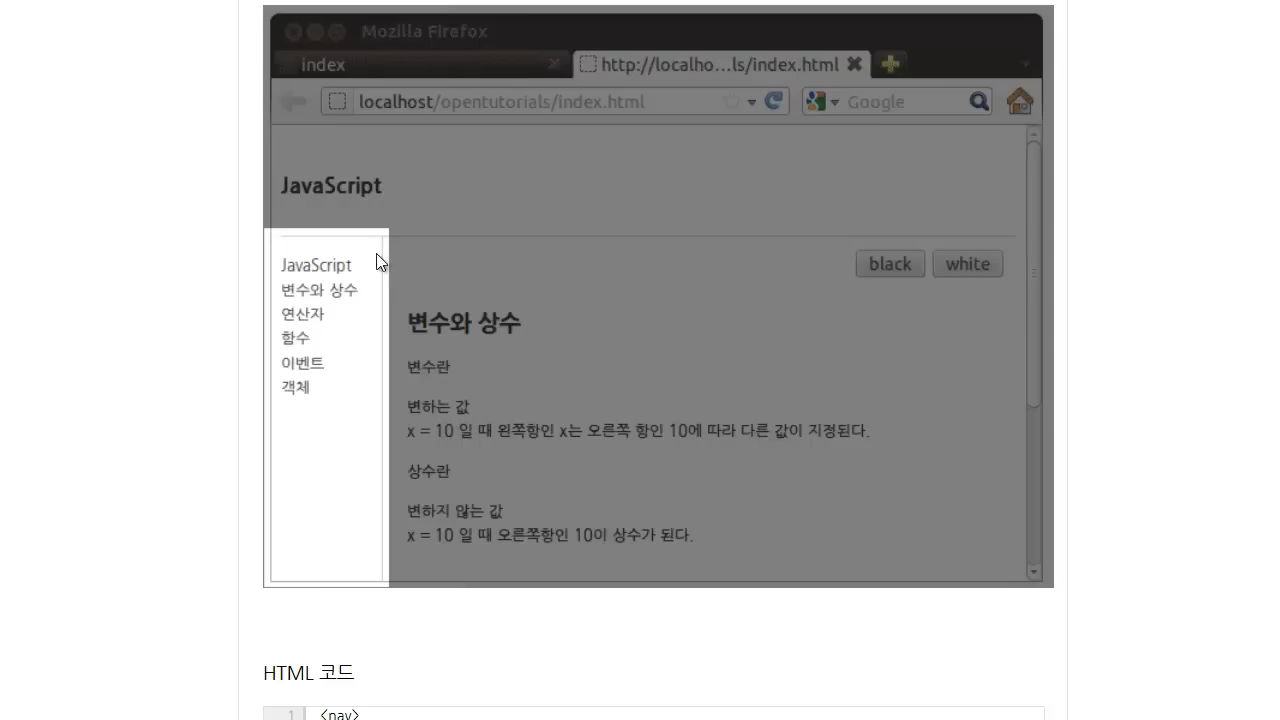 Mozilla Firefox
index
http://localho...ls/index.html
localhost/opentutorials/index.html
Google
JavaScript
JavaScript
변수와 상수
연산자
함수
이벤트
객체
black
white
변수와 상수
변수란
변하는 값
x = 10 일 때 왼쪽항인 x는 오른쪽 항인 10에 따라 다른 값이 지정된다.
상수란
변하지 않는 값
x = 10 일 때 오른쪽항인 10이 상수가 된다.
HTML 코드
1 <nav>